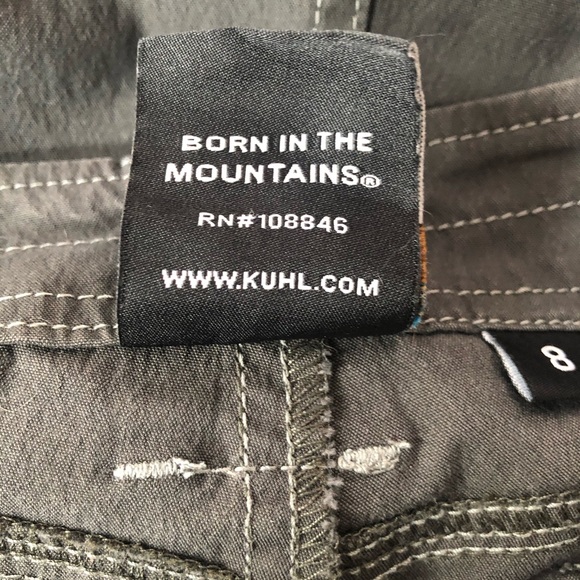 BORN IN THE
MOUNTAINS®
RN#108846
WWW.KUHL.COM
8